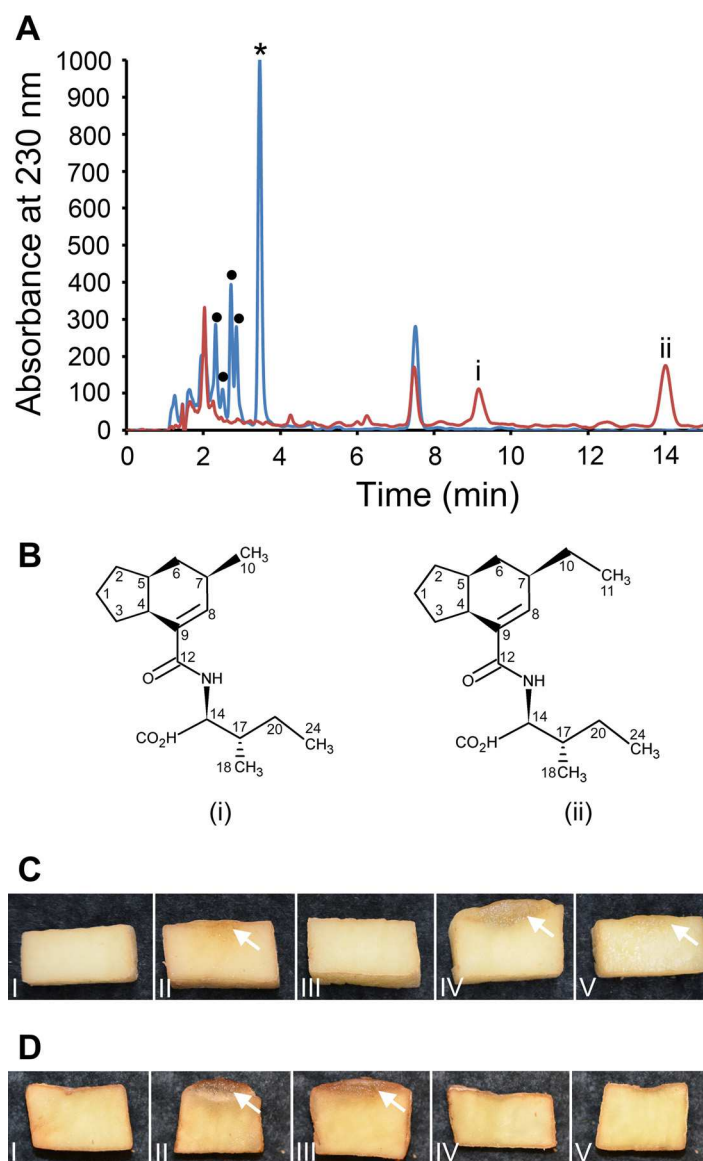 A
*
Absorbance at 230 nm
1000
900
800
700
600
500
400
300
200
100
0
i
ii
0 2 4 6 8 10 12 14
Time (min)
B
CH3
10
2 6
1 5 7
3 4 8
9
12
O NH
14 17 20 24
CO2H CH3
18CH3
(i)
10 CH3
11
2 6
1 5 7
3 4 8
9
12
O NH
14 17 20 24
CO2H CH3
18CH3
(ii)
C
I II III IV V
D
I II III IV V